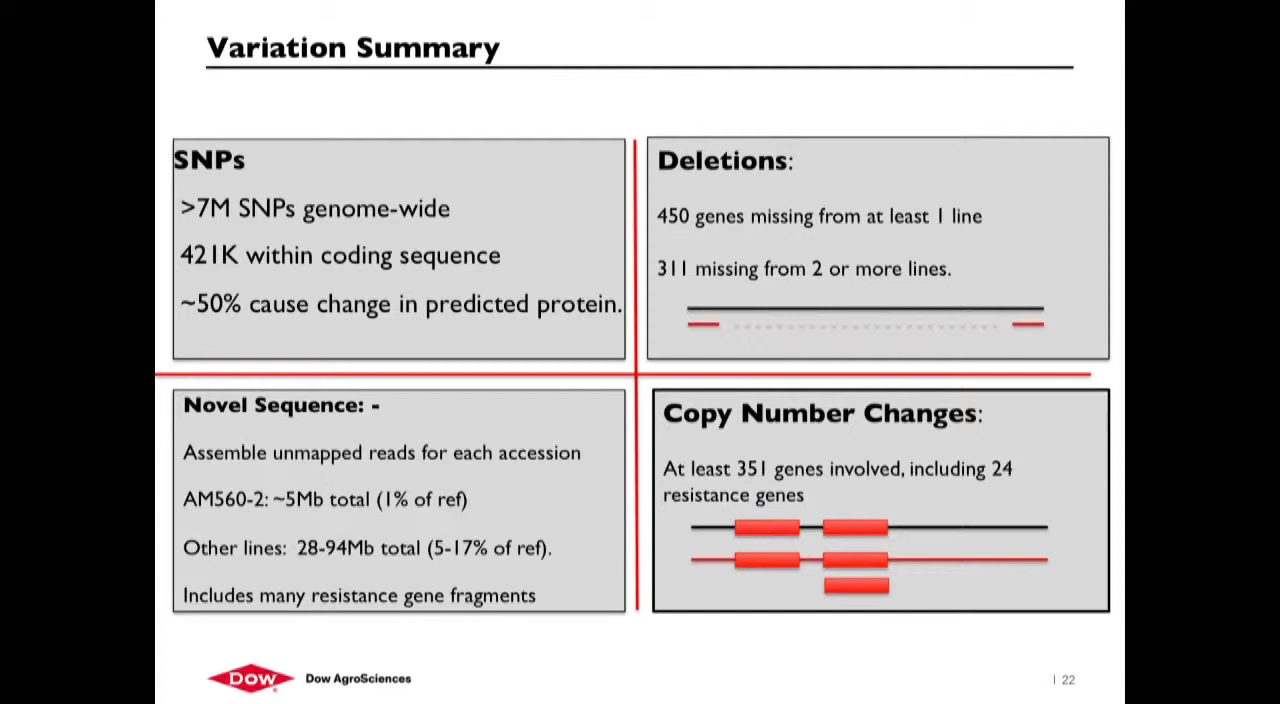 Variation Summary
SNPs
>7M SNPs genome-wide
421K within coding sequence
~50% cause change in predicted protein.
Deletions:
450 genes missing from at least 1 line
311 missing from 2 or more lines.
Novel Sequence: -
Assemble unmapped reads for each accession
AM560-2: ~5Mb total (1% of ref)
Other lines: 28-94Mb total (5-17% of ref).
Includes many resistance gene fragments
Copy Number Changes:
At least 351 genes involved, including 24
resistance genes
DOW
Dow AgroSciences
| 22